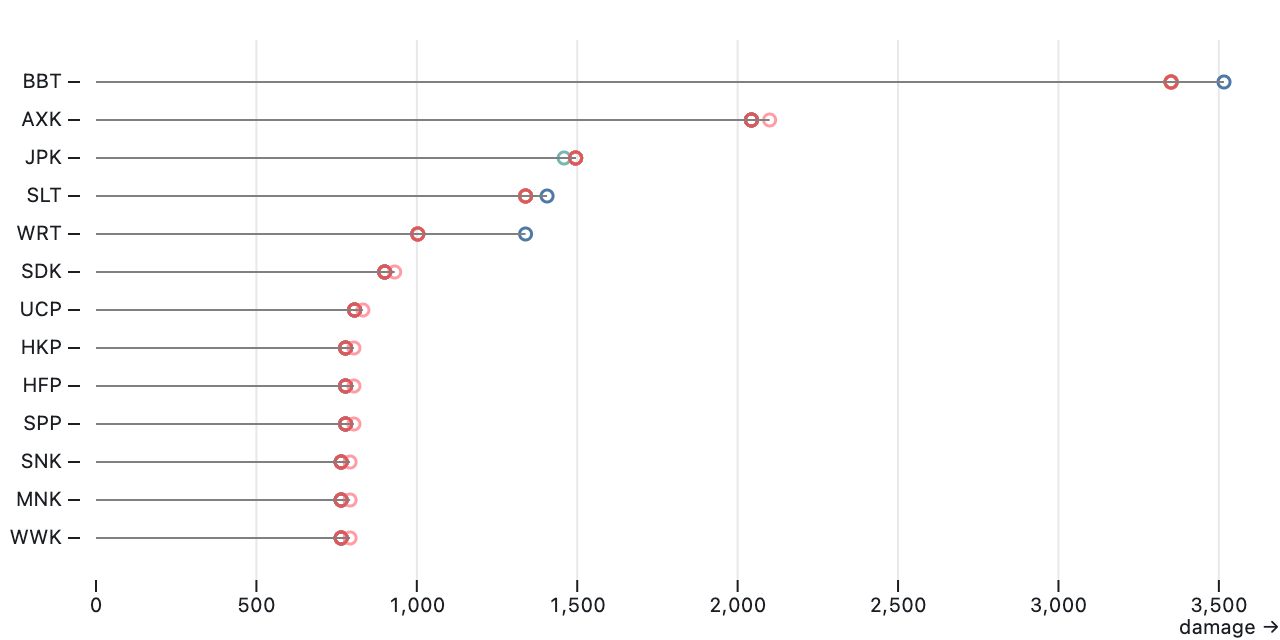 BBT
AXK
JPK
SLT
WRT
SDK
UCP
HKP
HFP
SPP
SNK
MNK
WWK
0 500 1,000 1,500 2,000 2,500 3,000 3,500
damage →